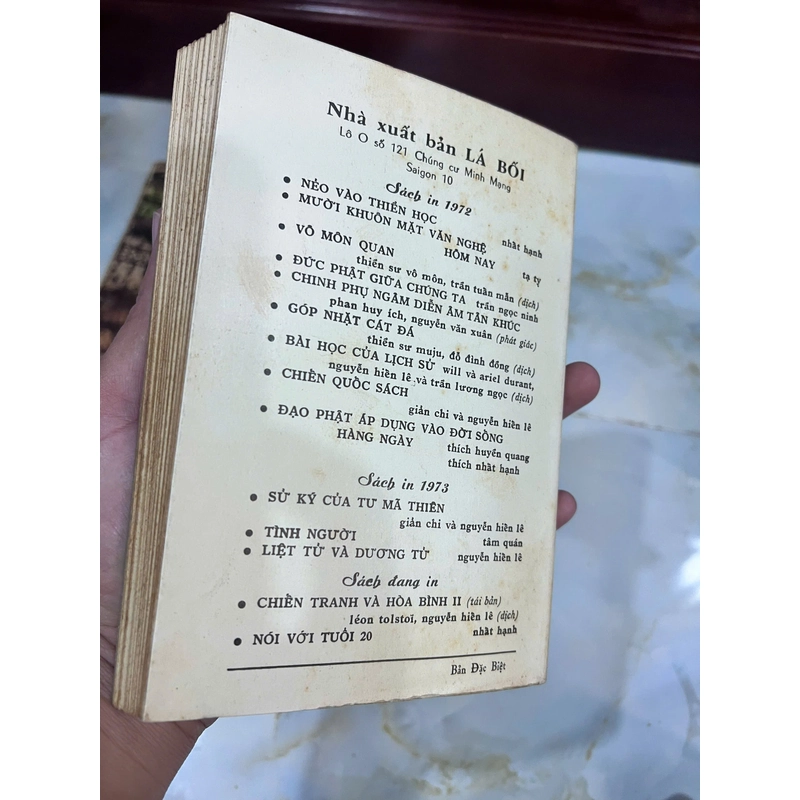 Nhà xuất bản LÁ BỐI
Lô O số 121 Chúng cư Minh Mạng
Saigon 10
Sách in 1972
• NẺO VÀO THIỀN HỌC nhất hạnh
• MƯỜI KHUÔN MẶT VĂN NGHỆ
HÔM NAY tạ tỵ
• VÔ MÔN QUAN
thiền sư vô môn, trần tuấn mẫn (dịch)
• ĐỨC PHẬT GIỮA CHÚNG TA trần ngọc ninh
• CHINH PHỤ NGÂM DIỄN ÂM TÂN KHÚC
phan huy ích, nguyễn văn xuân (phát giác)
• GÓP NHẶT CÁT ĐÁ
thiền sư muju, đỗ đình đồng (dịch)
• BÀI HỌC CỦA LỊCH SỬ will và ariel durant,
nguyễn hiến lê và trần lương ngọc (dịch)
• CHIẾN QUỐC SÁCH
giản chi và nguyễn hiến lê
• ĐẠO PHẬT ÁP DỤNG VÀO ĐỜI SỐNG
HÀNG NGÀY thích huyền quang
thích nhất hạnh
Sách in 1973
• SỬ KÝ CỦA TƯ MÃ THIÊN
giản chi và nguyễn hiến lê
• TÌNH NGƯỜI tâm quán
• LIỆT TỬ VÀ DƯƠNG TỬ nguyễn hiến lê
Sách đang in
• CHIẾN TRANH VÀ HÒA BÌNH II (tái bản)
léon tolstoï, nguyễn hiến lê (dịch)
• NÓI VỚI TUỔI 20 nhất hạnh
Bản Đặc Biệt